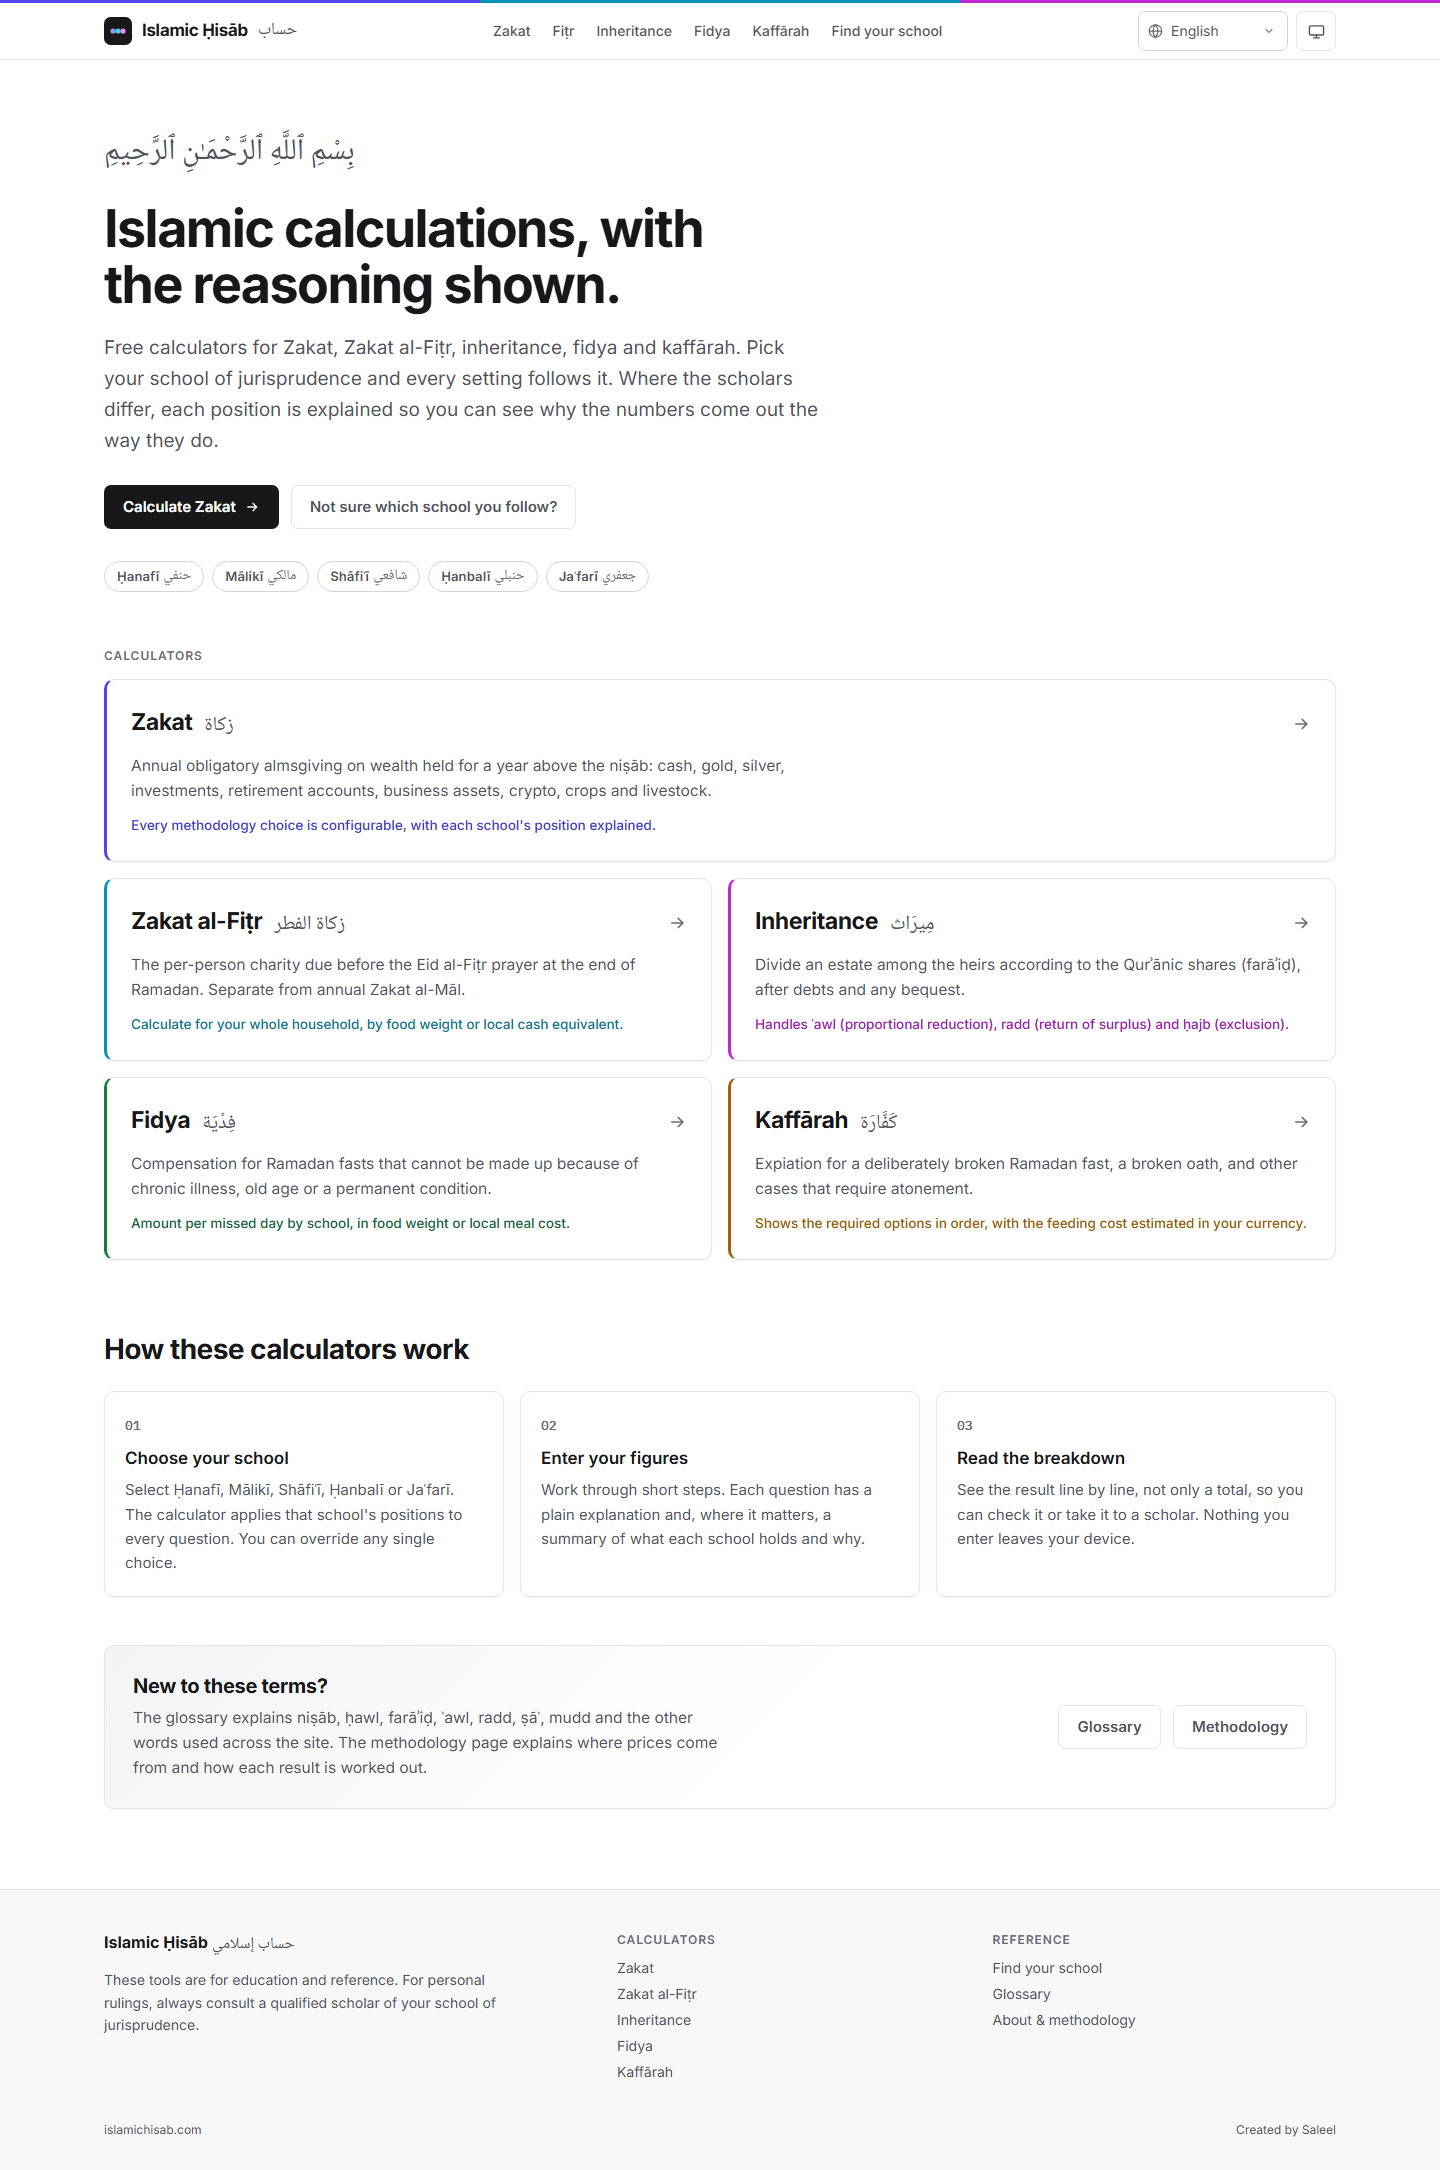 Islamic Ḥisāb حساب
Zakat
Fiṭr
Inheritance
Fidya
Kaffārah
Find your school
English
بِسْمِ ٱللَّهِ ٱلرَّحْمَـٰنِ ٱلرَّحِيمِ
Islamic calculations, with
the reasoning shown.
Free calculators for Zakat, Zakat al-Fiṭr, inheritance, fidya and kaffārah. Pick
your school of jurisprudence and every setting follows it. Where the scholars
differ, each position is explained so you can see why the numbers come out the
way they do.
Calculate Zakat →
Not sure which school you follow?
Ḥanafī حنفي
Mālikī مالكي
Shāfiʿī شافعي
Ḥanbalī حنبلي
Jaʿfarī جعفري
CALCULATORS
Zakat زكاة →
Annual obligatory almsgiving on wealth held for a year above the niṣāb: cash, gold, silver,
investments, retirement accounts, business assets, crypto, crops and livestock.
Every methodology choice is configurable, with each school's position explained.
Zakat al-Fiṭr زكاة الفطر →
The per-person charity due before the Eid al-Fiṭr prayer at the end of
Ramadan. Separate from annual Zakat al-Māl.
Calculate for your whole household, by food weight or local cash equivalent.
Inheritance مِيرَاث →
Divide an estate among the heirs according to the Qurʾānic shares (farāʾiḍ),
after debts and any bequest.
Handles ʿawl (proportional reduction), radd (return of surplus) and ḥajb (exclusion).
Fidya فِدْيَة →
Compensation for Ramadan fasts that cannot be made up because of
chronic illness, old age or a permanent condition.
Amount per missed day by school, in food weight or local meal cost.
Kaffārah كَفَّارَة →
Expiation for a deliberately broken Ramadan fast, a broken oath, and other
cases that require atonement.
Shows the required options in order, with the feeding cost estimated in your currency.
How these calculators work
01
Choose your school
Select Ḥanafī, Mālikī, Shāfiʿī, Ḥanbalī or Jaʿfarī.
The calculator applies that school's positions to
every question. You can override any single
choice.
02
Enter your figures
Work through short steps. Each question has a
plain explanation and, where it matters, a
summary of what each school holds and why.
03
Read the breakdown
See the result line by line, not only a total, so you
can check it or take it to a scholar. Nothing you
enter leaves your device.
New to these terms?
The glossary explains niṣāb, ḥawl, farāʾiḍ, ʿawl, radd, ṣāʿ, mudd and the other
words used across the site. The methodology page explains where prices come
from and how each result is worked out.
Glossary
Methodology
Islamic Ḥisāb حساب إسلامي
These tools are for education and reference. For personal
rulings, always consult a qualified scholar of your school of
jurisprudence.
CALCULATORS
Zakat
Zakat al-Fiṭr
Inheritance
Fidya
Kaffārah
REFERENCE
Find your school
Glossary
About & methodology
islamichisab.com
Created by Saleel